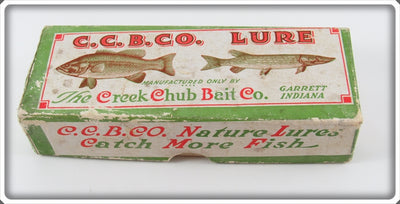 C.C.B.CO. LURE
MANUFACTURED ONLY BY
The Creek Chub Bait Co.
GARRETT
INDIANA
C.C.B.CO. Nature Lures
Catch More Fish